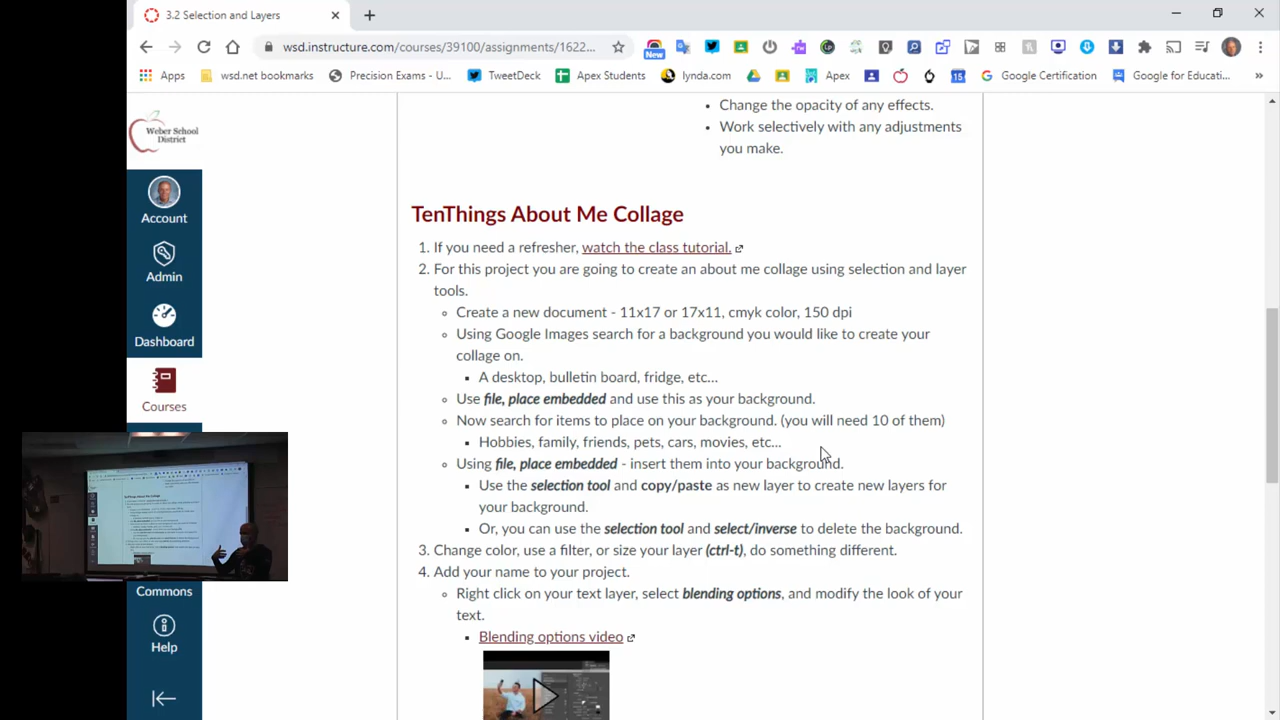 3.2 Selection and Layers
wsd.instructure.com/courses/39100/assignments/1622...
New
Apps
wsd.net bookmarks
Precision Exams - U...
TweetDeck
Apex Students
lynda.com
Apex
15
Google Certification
Google for Educati...
»
Weber School
District
Account
Admin
Dashboard
Courses
Commons
Help
• Change the opacity of any effects.
• Work selectively with any adjustments
you make.
TenThings About Me Collage
1. If you need a refresher, watch the class tutorial.
2. For this project you are going to create an about me collage using selection and layer
tools.
Create a new document - 11x17 or 17x11, cmyk color, 150 dpi
Using Google Images search for a background you would like to create your
collage on.
A desktop, bulletin board, fridge, etc...
Use file, place embedded and use this as your background.
Now search for items to place on your background. (you will need 10 of them)
Hobbies, family, friends, pets, cars, movies, etc...
Using file, place embedded - insert them into your background.
Use the selection tool and copy/paste as new layer to create new layers for
your background.
Or you can use the selection tool and select/inverse to delete the background.
3. Change color, use a filter, or size your layer (ctrl-t), do something different.
4. Add your name to your project.
Right click on your text layer, select blending options, and modify the look of your
text.
Blending options video